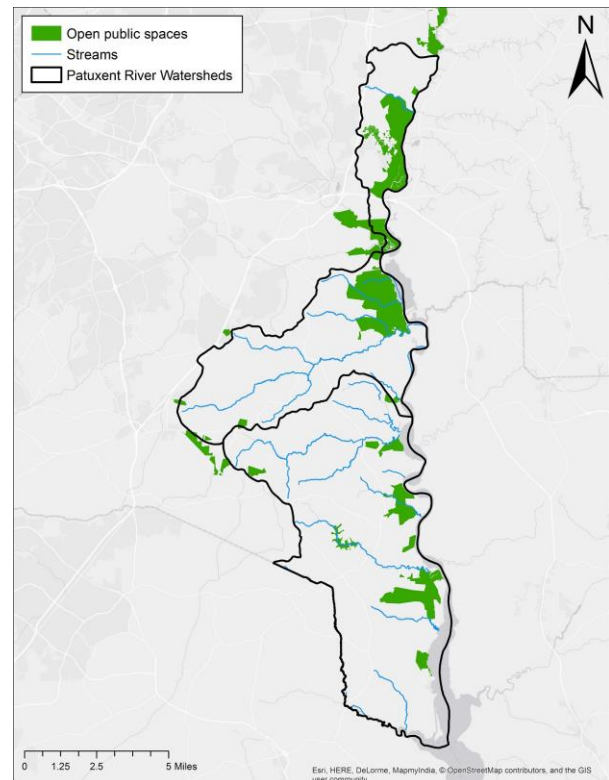 Open public spaces
Streams
Patuxent River Watersheds
N
0 1.25 2.5 5 Miles
Esri, HERE, DeLorme, MapmyIndia, © OpenStreetMap contributors, and the GIS
user community